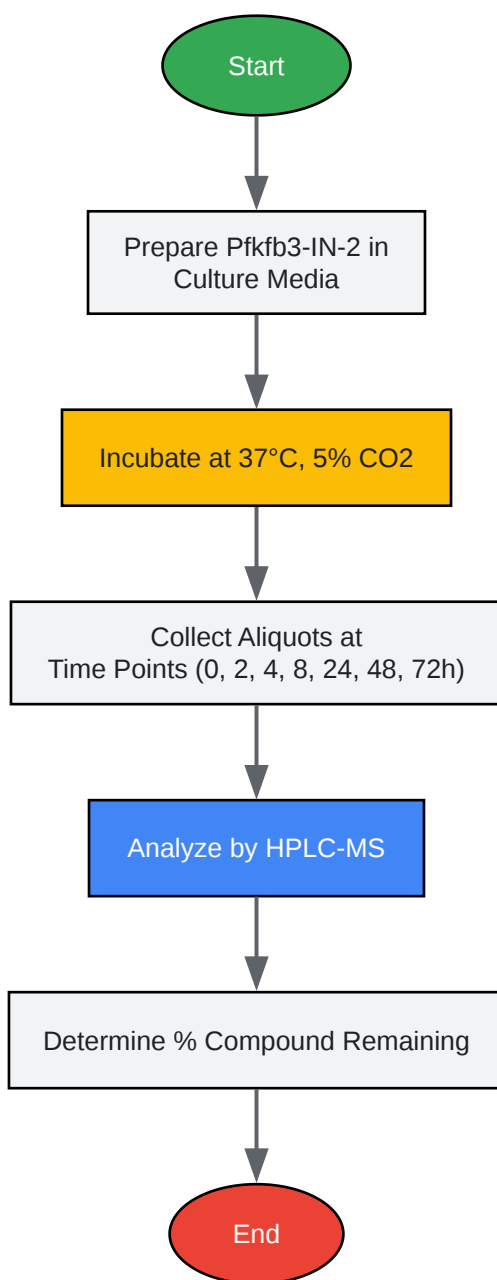 Start
Prepare Pfkfb3-IN-2 in
Culture Media
Incubate at 37°C, 5% CO2
Collect Aliquots at
Time Points (0, 2, 4, 8, 24, 48, 72h)
Analyze by HPLC-MS
Determine % Compound Remaining
End